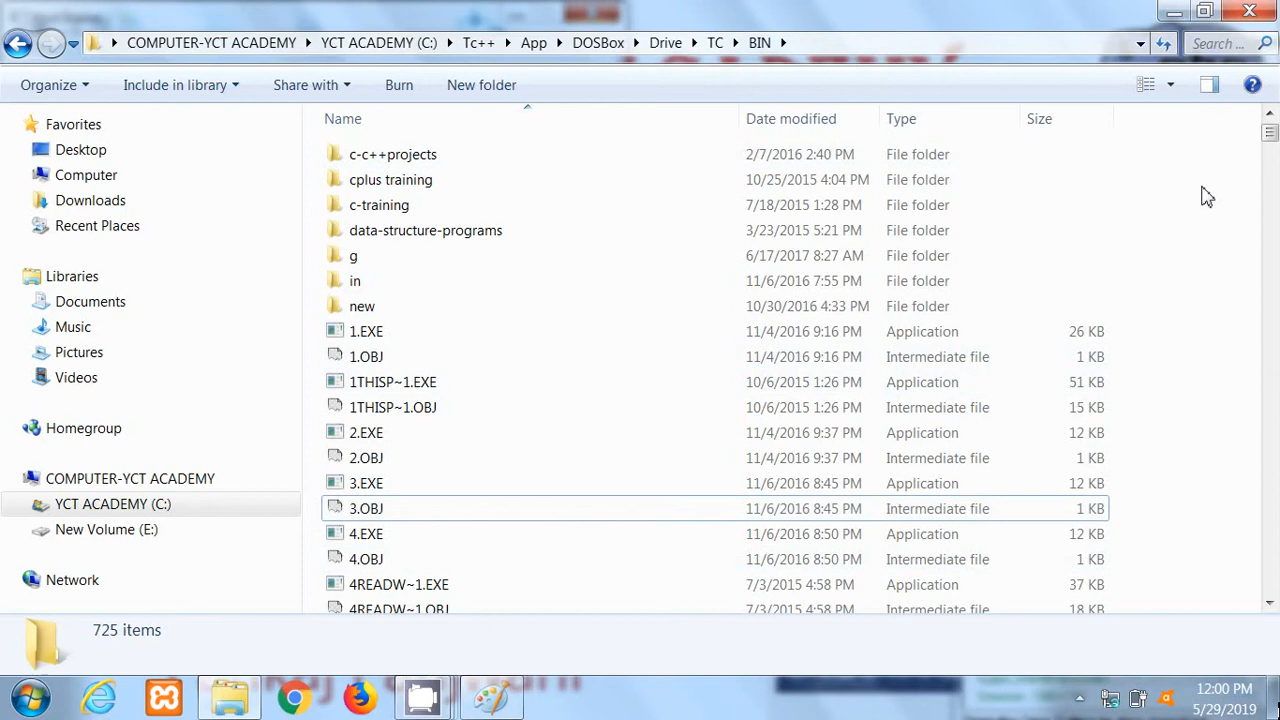 COMPUTER-YCT ACADEMY YCT ACADEMY (C:) Tc++ App DOSBox Drive TC BIN Search ...
Organize Include in library Share with Burn New folder
Name Date modified Type Size
Favorites
Desktop
Computer
Downloads
Recent Places
Libraries
Documents
Music
Pictures
Videos
Homegroup
COMPUTER-YCT ACADEMY
YCT ACADEMY (C:)
New Volume (E:)
Network
c-c++projects 2/7/2016 2:40 PM File folder
cplus training 10/25/2015 4:04 PM File folder
c-training 7/18/2015 1:28 PM File folder
data-structure-programs 3/23/2015 5:21 PM File folder
g 6/17/2017 8:27 AM File folder
in 11/6/2016 7:55 PM File folder
new 10/30/2016 4:33 PM File folder
1.EXE 11/4/2016 9:16 PM Application 26 KB
1.OBJ 11/4/2016 9:16 PM Intermediate file 1 KB
1THISP~1.EXE 10/6/2015 1:26 PM Application 51 KB
1THISP~1.OBJ 10/6/2015 1:26 PM Intermediate file 15 KB
2.EXE 11/4/2016 9:37 PM Application 12 KB
2.OBJ 11/4/2016 9:37 PM Intermediate file 1 KB
3.EXE 11/6/2016 8:45 PM Application 12 KB
3.OBJ 11/6/2016 8:45 PM Intermediate file 1 KB
4.EXE 11/6/2016 8:50 PM Application 12 KB
4.OBJ 11/6/2016 8:50 PM Intermediate file 1 KB
4READW~1.EXE 7/3/2015 4:58 PM Application 37 KB
4READW~1.OBJ 7/3/2015 4:58 PM Intermediate file 18 KB
725 items
12:00 PM
5/29/2019